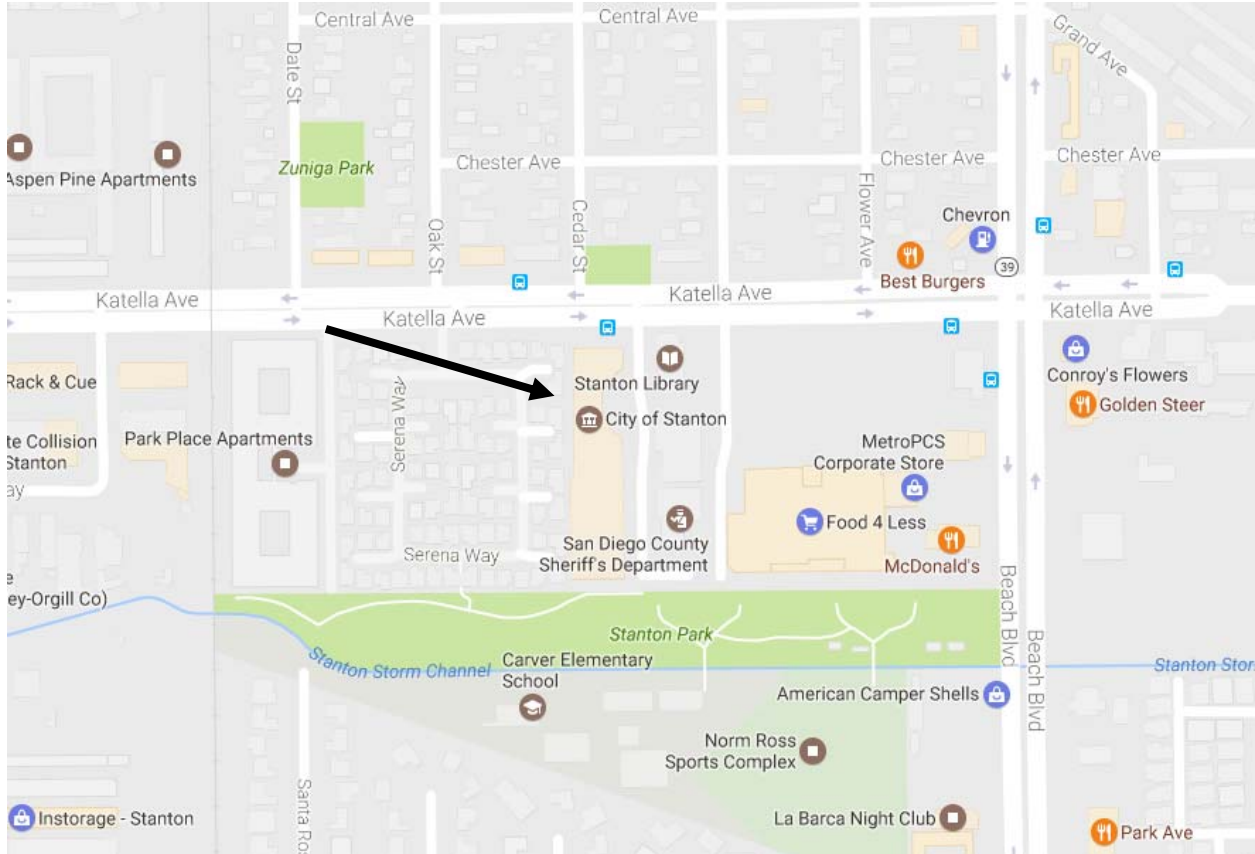 Central Ave
Central Ave
Grand Ave
Date St
Zuniga Park
Chester Ave
Chester Ave
Chester Ave
Aspen Pine Apartments
Oak St
Cedar St
Flower Ave
Chevron
39
Best Burgers
Katella Ave
Katella Ave
Katella Ave
Katella Ave
Rack & Cue
Stanton Library
Conroy's Flowers
Golden Steer
City of Stanton
te Collision
Stanton
Park Place Apartments
Serena Way
MetroPCS
Corporate Store
ay
Food 4 Less
San Diego County
Sheriff's Department
Serena Way
McDonald's
e
ey-Orgill Co)
Beach Blvd
Beach Blvd
Stanton Park
Stanton Storm Channel
Carver Elementary
School
Stanton Stor
American Camper Shells
Norm Ross
Sports Complex
Santa Ros
Instorage - Stanton
La Barca Night Club
Park Ave